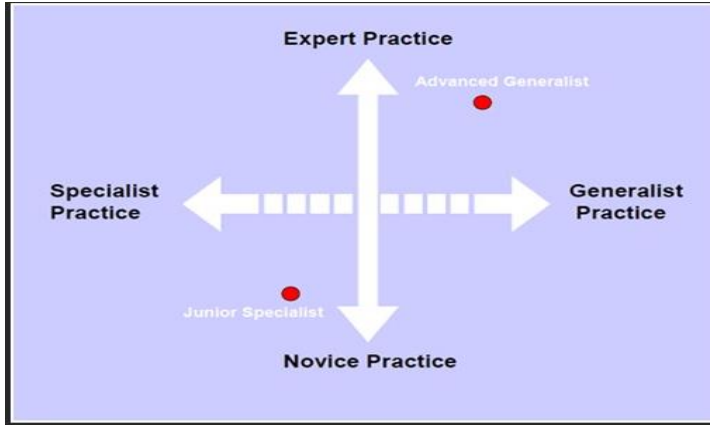 Expert Practice
Advanced Generalist
Specialist
Practice
Generalist
Practice
Junior Specialist
Novice Practice